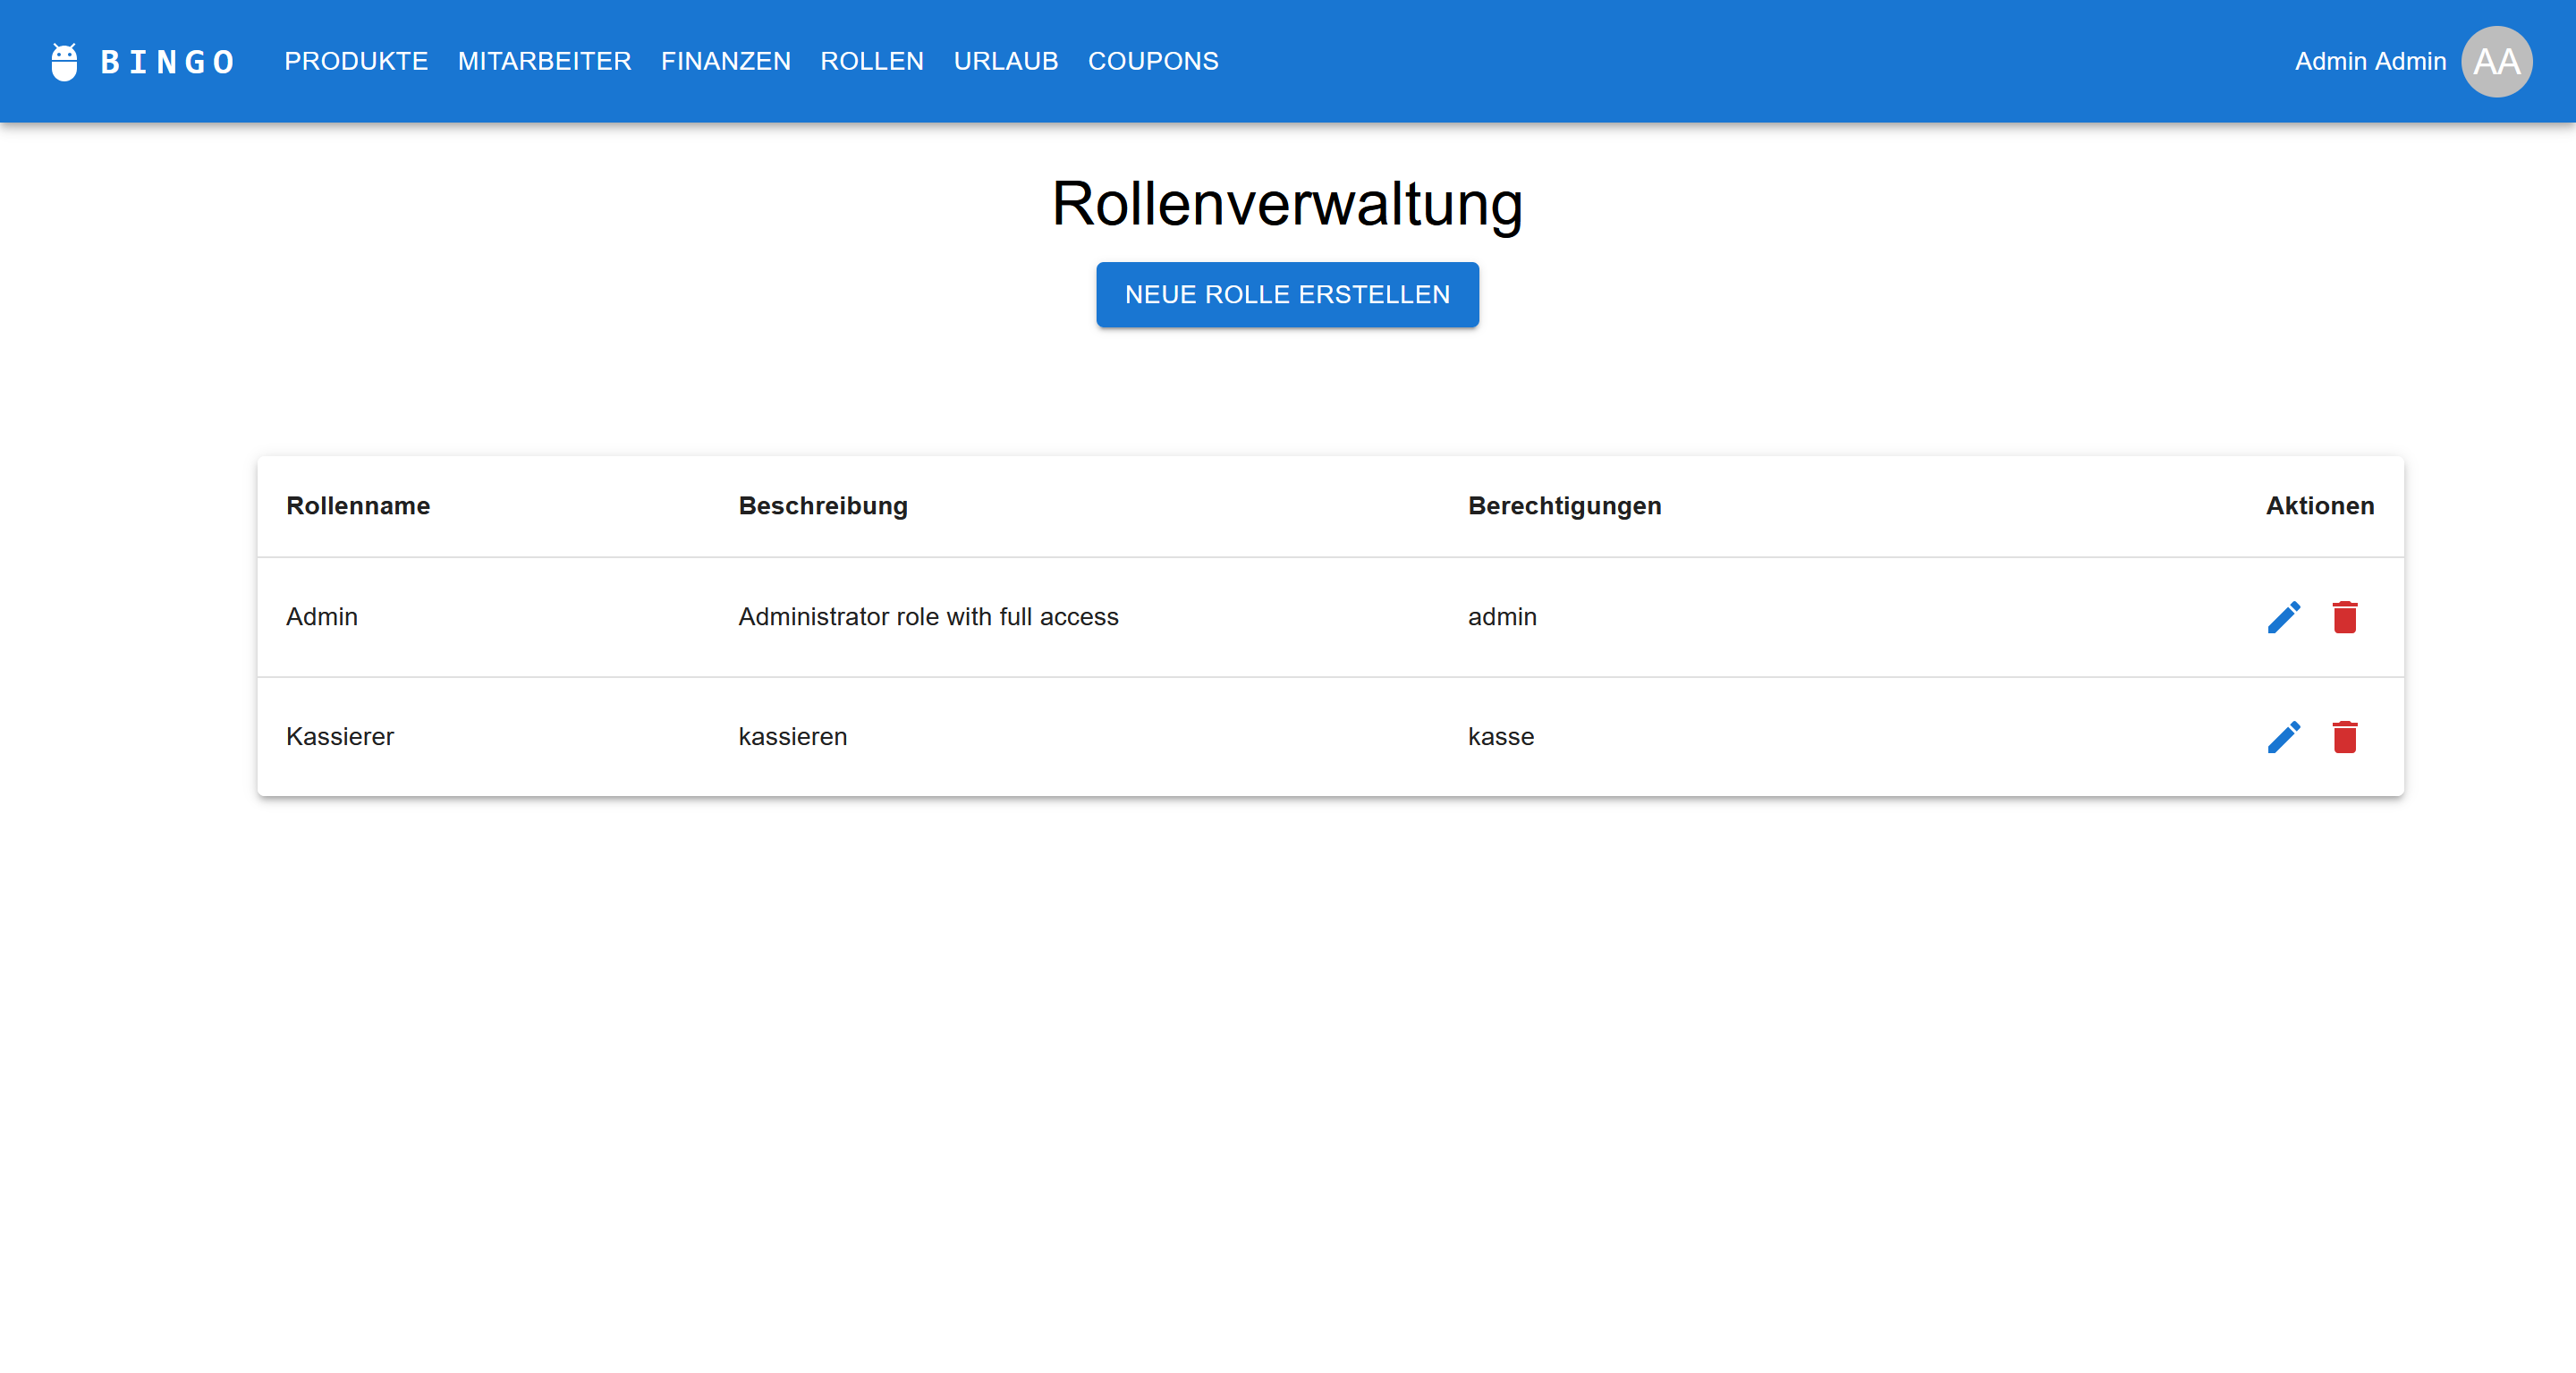 BINGO PRODUKTE MITARBEITER FINANZEN ROLLEN URLAUB COUPONS Admin Admin AA
Rollenverwaltung
NEUE ROLLE ERSTELLEN
Rollenname Beschreibung Berechtigungen Aktionen
Admin Administrator role with full access admin
Kassierer kassieren kasse